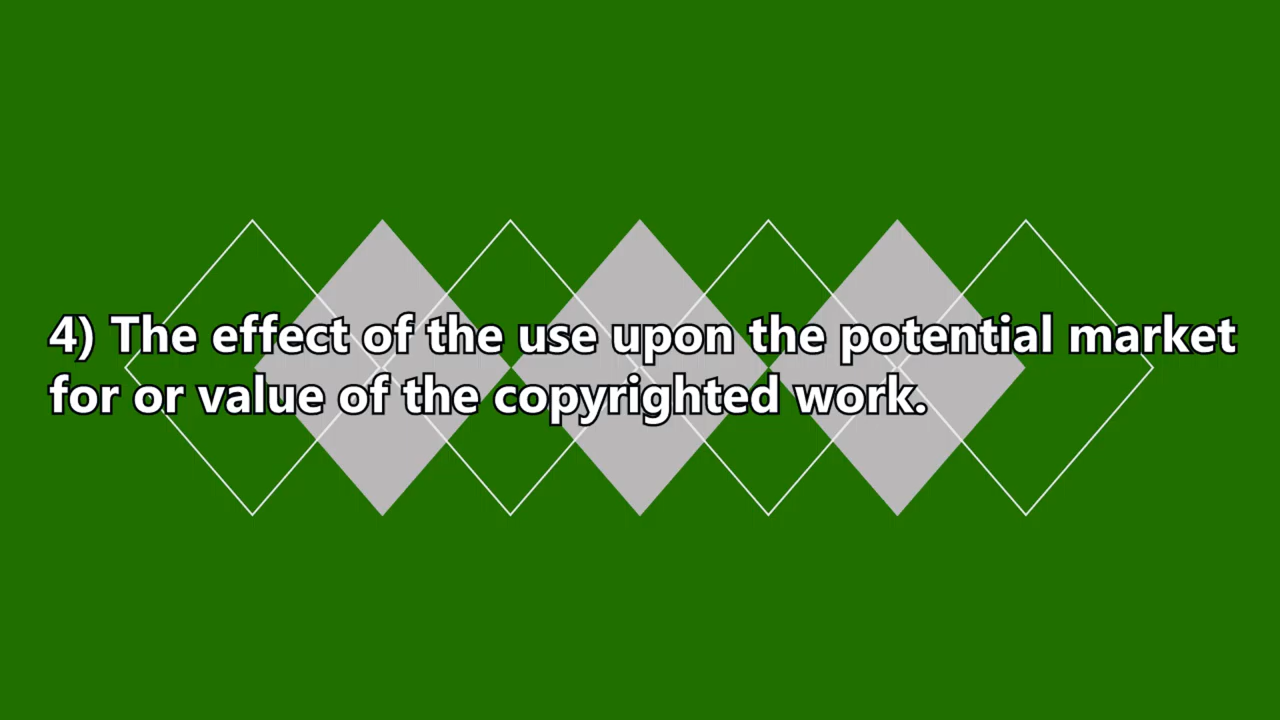 4) The effect of the use upon the potential market
for or value of the copyrighted work.